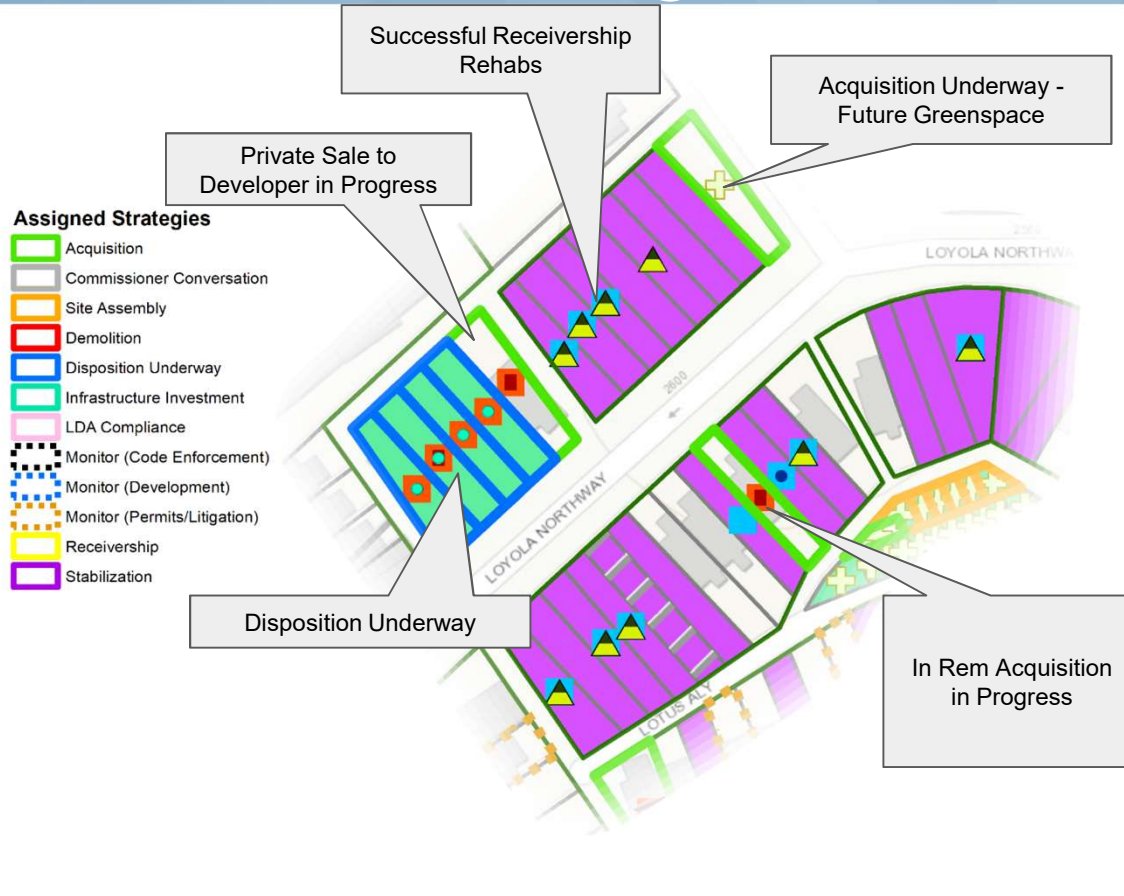 Successful Receivership
Rehabs
Acquisition Underway -
Future Greenspace
Private Sale to
Developer in Progress
Assigned Strategies
Acquisition
Commissioner Conversation
Site Assembly
Demolition
Disposition Underway
Infrastructure Investment
LDA Compliance
Monitor (Code Enforcement)
Monitor (Development)
Monitor (Permits/Litigation)
Receivership
Stabilization
LOYOLA NORTHW
2600
LOYOLA NORTHWAY
Disposition Underway
In Rem Acquisition
in Progress
LOTUS ALY